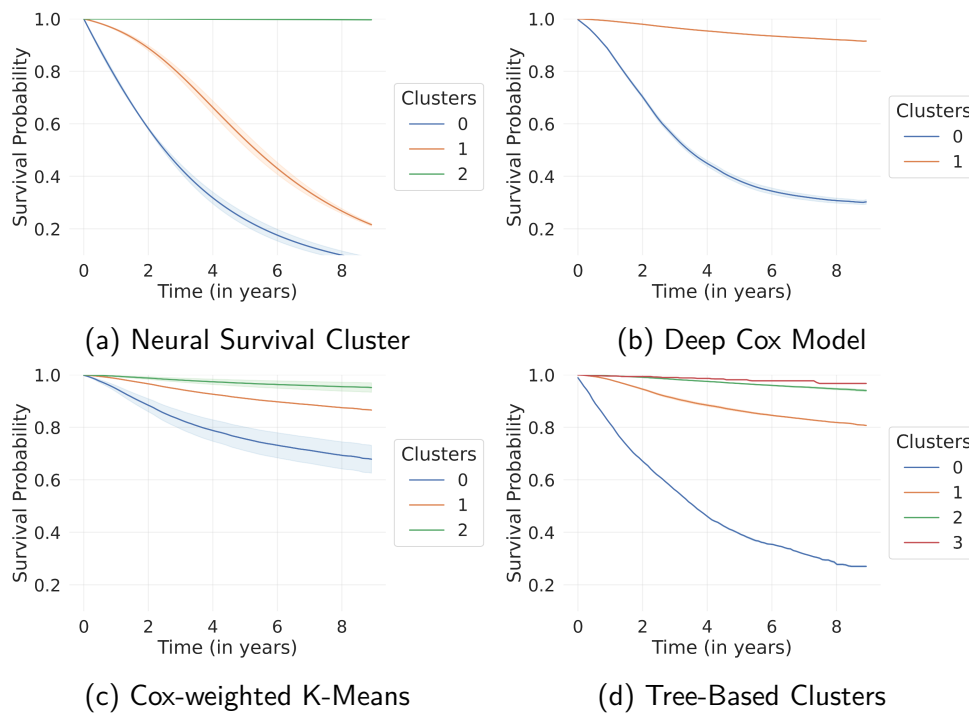 1.0
0.8
0.6
0.4
0.2
Survival Probability
0 2 4 6 8
Time (in years)
Clusters
0
1
2
(a) Neural Survival Cluster
1.0
0.8
0.6
0.4
0.2
Survival Probability
0 2 4 6 8
Time (in years)
Clusters
0
1
(b) Deep Cox Model
1.0
0.8
0.6
0.4
0.2
Survival Probability
0 2 4 6 8
Time (in years)
Clusters
0
1
2
(c) Cox-weighted K-Means
1.0
0.8
0.6
0.4
0.2
Survival Probability
0 2 4 6 8
Time (in years)
Clusters
0
1
2
3
(d) Tree-Based Clusters